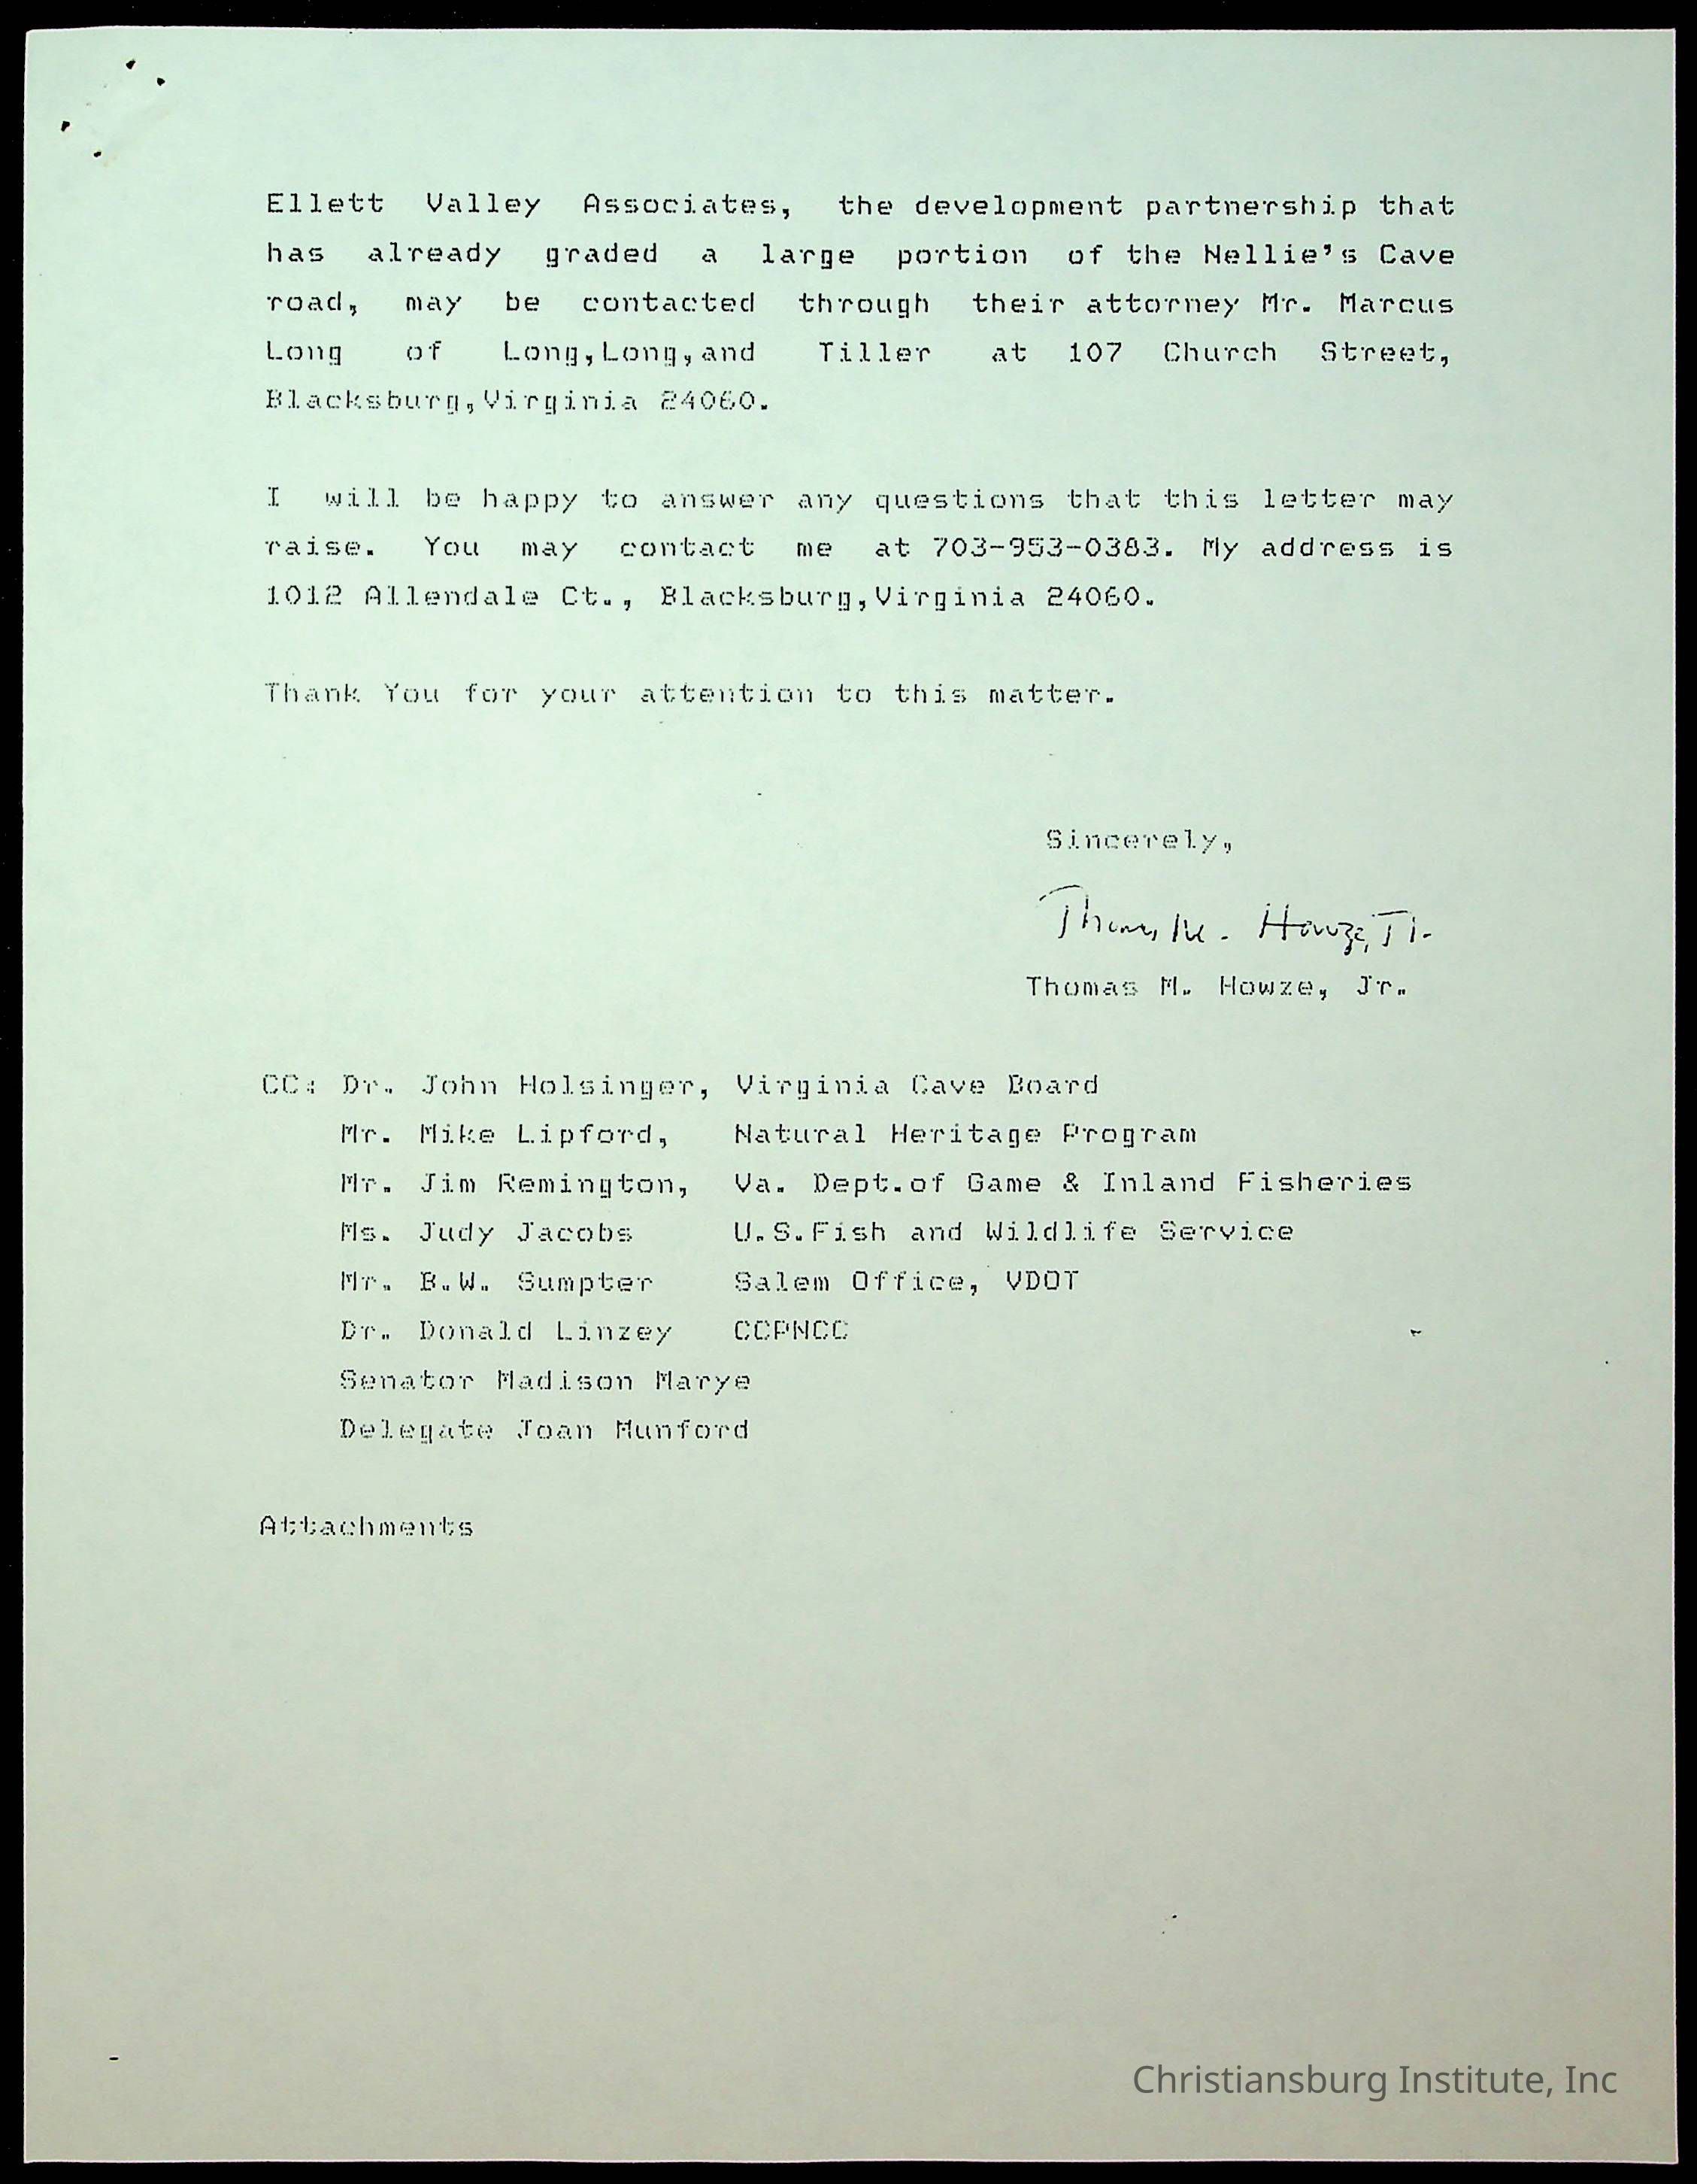 Ellett Valley Associates, the development partnership that
has already graded a large portion of the Nellie's Cave
road, may be contacted through their attorney Mr. Marcus
Long of Long,Long,and Tiller at 107 Church Street,
Blacksburg,Virginia 24060.
I will be happy to answer any questions that this letter may
raise. You may contact me at 703-953-0383. My address is
1012 Allendale Ct., Blacksburg,Virginia 24060.
Thank You for your attention to this matter.
Sincerely,
Thomas M. Howze, Jr.
Thomas M. Howze, Jr.
CC: Dr. John Holsinger, Virginia Cave Board
Mr. Mike Lipford, Natural Heritage Program
Mr. Jim Remington, Va. Dept.of Game & Inland Fisheries
Ms. Judy Jacobs U.S.Fish and Wildlife Service
Mr. B.W. Sumpter Salem Office, VDOT
Dr. Donald Linzey CCPNCC
Senator Madison Marye
Delegate Joan Munford
Attachments
Christiansburg Institute, Inc